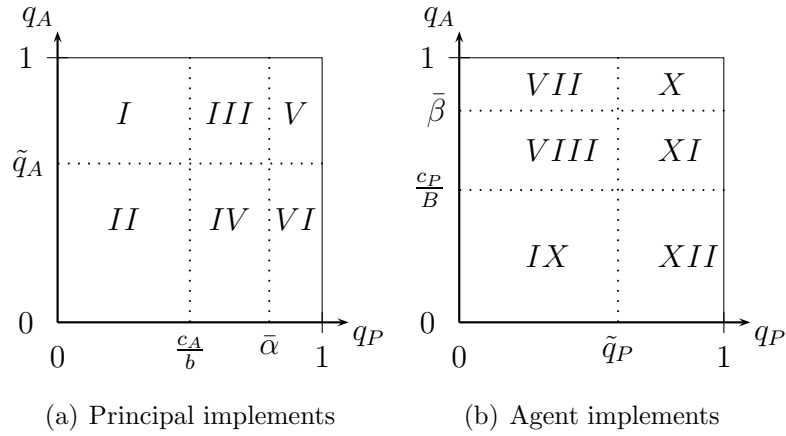 q_A
1
I
III
V
q̃_A
II
IV
VI
0
q_P
0
c_A/b
ᾱ
1
(a) Principal implements
q_A
1
VII
X
β̄
VIII
XI
c_P/B
IX
XII
0
q_P
0
q̃_P
1
(b) Agent implements